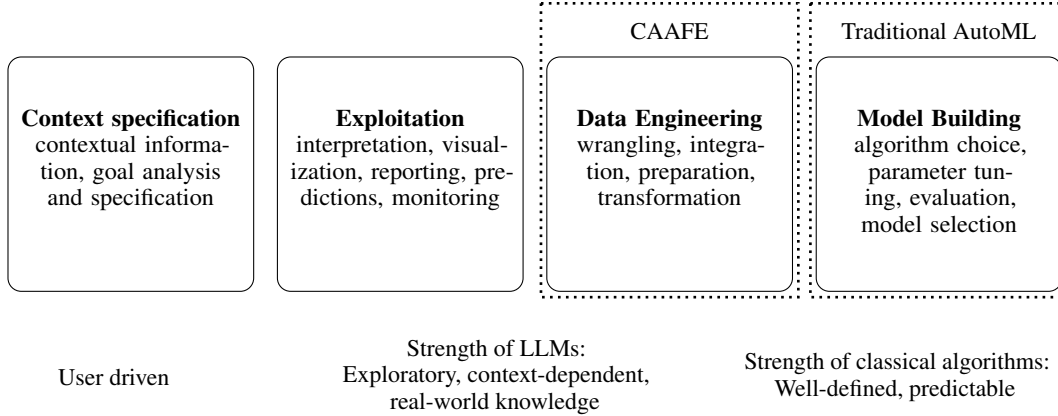 CAAFE
Traditional AutoML
Context specification
contextual informa-
tion, goal analysis
and specification
Exploitation
interpretation, visual-
ization, reporting, pre-
dictions, monitoring
Data Engineering
wrangling, integra-
tion, preparation,
transformation
Model Building
algorithm choice,
parameter tun-
ing, evaluation,
model selection
User driven
Strength of LLMs:
Exploratory, context-dependent,
real-world knowledge
Strength of classical algorithms:
Well-defined, predictable